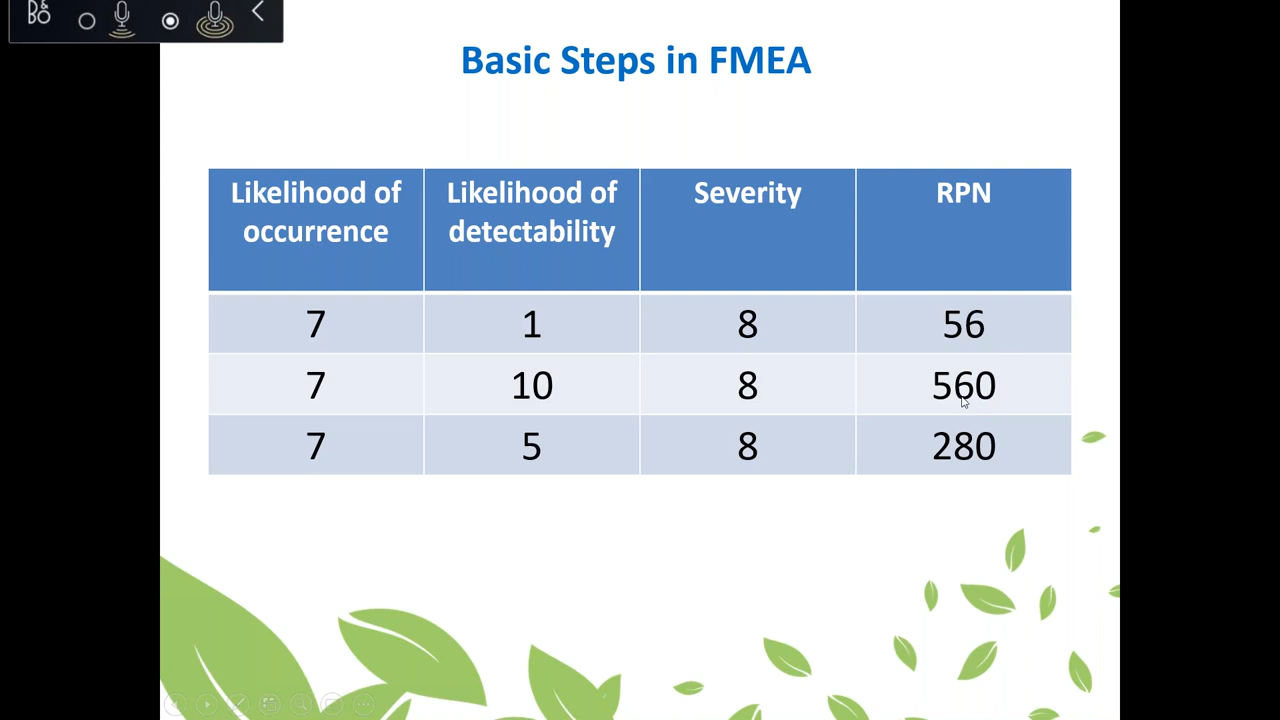 B&O
Basic Steps in FMEA
Likelihood of occurrence
Likelihood of detectability
Severity
RPN
7 1 8 56
7 10 8 560
7 5 8 280